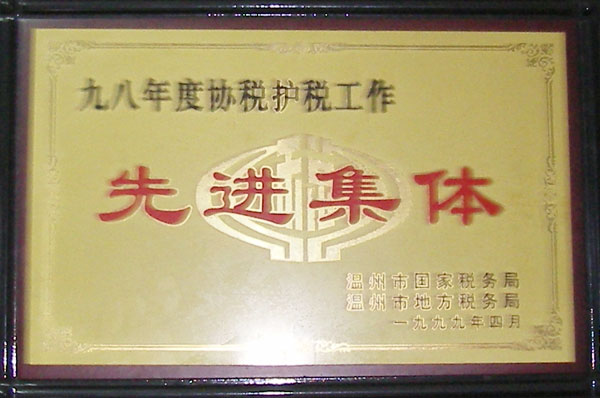 九八年度协税护税工作
先进集体
温州市国家税务局
温州市地方税务局
一九九九年四月